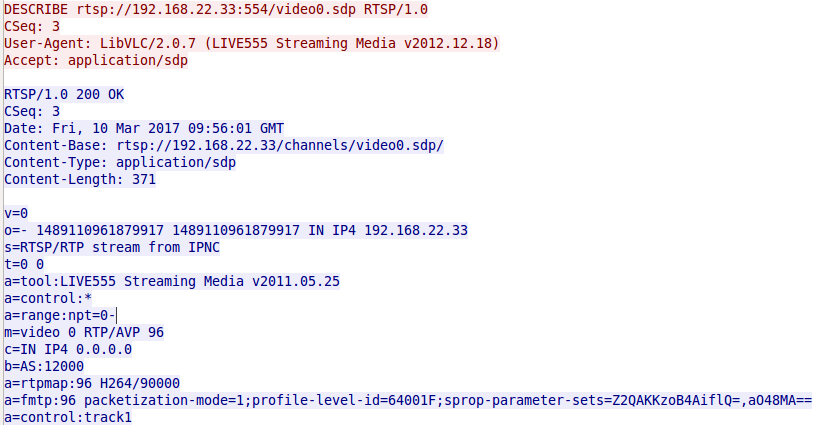 DESCRIBE rtsp://192.168.22.33:554/video0.sdp RTSP/1.0
CSeq: 3
User-Agent: LibVLC/2.0.7 (LIVE555 Streaming Media v2012.12.18)
Accept: application/sdp
RTSP/1.0 200 OK
CSeq: 3
Date: Fri, 10 Mar 2017 09:56:01 GMT
Content-Base: rtsp://192.168.22.33/channels/video0.sdp/
Content-Type: application/sdp
Content-Length: 371
v=0
o=- 1489110961879917 1489110961879917 IN IP4 192.168.22.33
s=RTSP/RTP stream from IPNC
t=0 0
a=tool:LIVE555 Streaming Media v2011.05.25
a=control:*
a=range:npt=0-
m=video 0 RTP/AVP 96
c=IN IP4 0.0.0.0
b=AS:12000
a=rtpmap:96 H264/90000
a=fmtp:96 packetization-mode=1;profile-level-id=64001F;sprop-parameter-sets=Z2QAKKzoB4AiflQ=,aO48MA==
a=control:track1